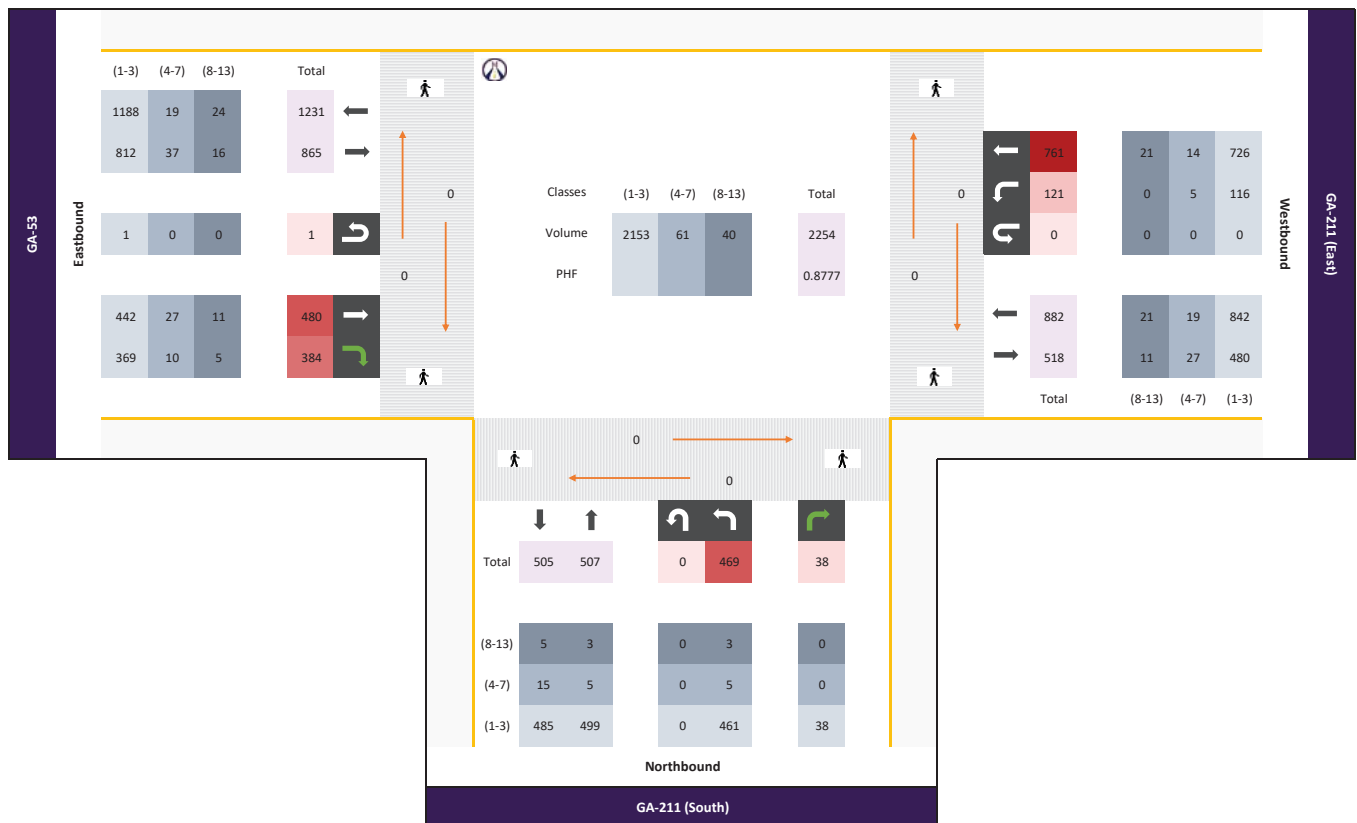 (1-3) (4-7) (8-13) Total
1188 19 24 1231
812 37 16 865
1 0 0 1
442 27 11 480
369 10 5 384
GA-53
Eastbound
0
0
Classes (1-3) (4-7) (8-13) Total
Volume 2153 61 40 2254
PHF 0.8777
0
0
761 21 14 726
121 0 5 116
0 0 0 0
882 21 19 842
518 11 27 480
Total (8-13) (4-7) (1-3)
Westbound
GA-211 (East)
0
0
Total 505 507 0 469 38
(8-13) 5 3 0 3 0
(4-7) 15 5 0 5 0
(1-3) 485 499 0 461 38
Northbound
GA-211 (South)